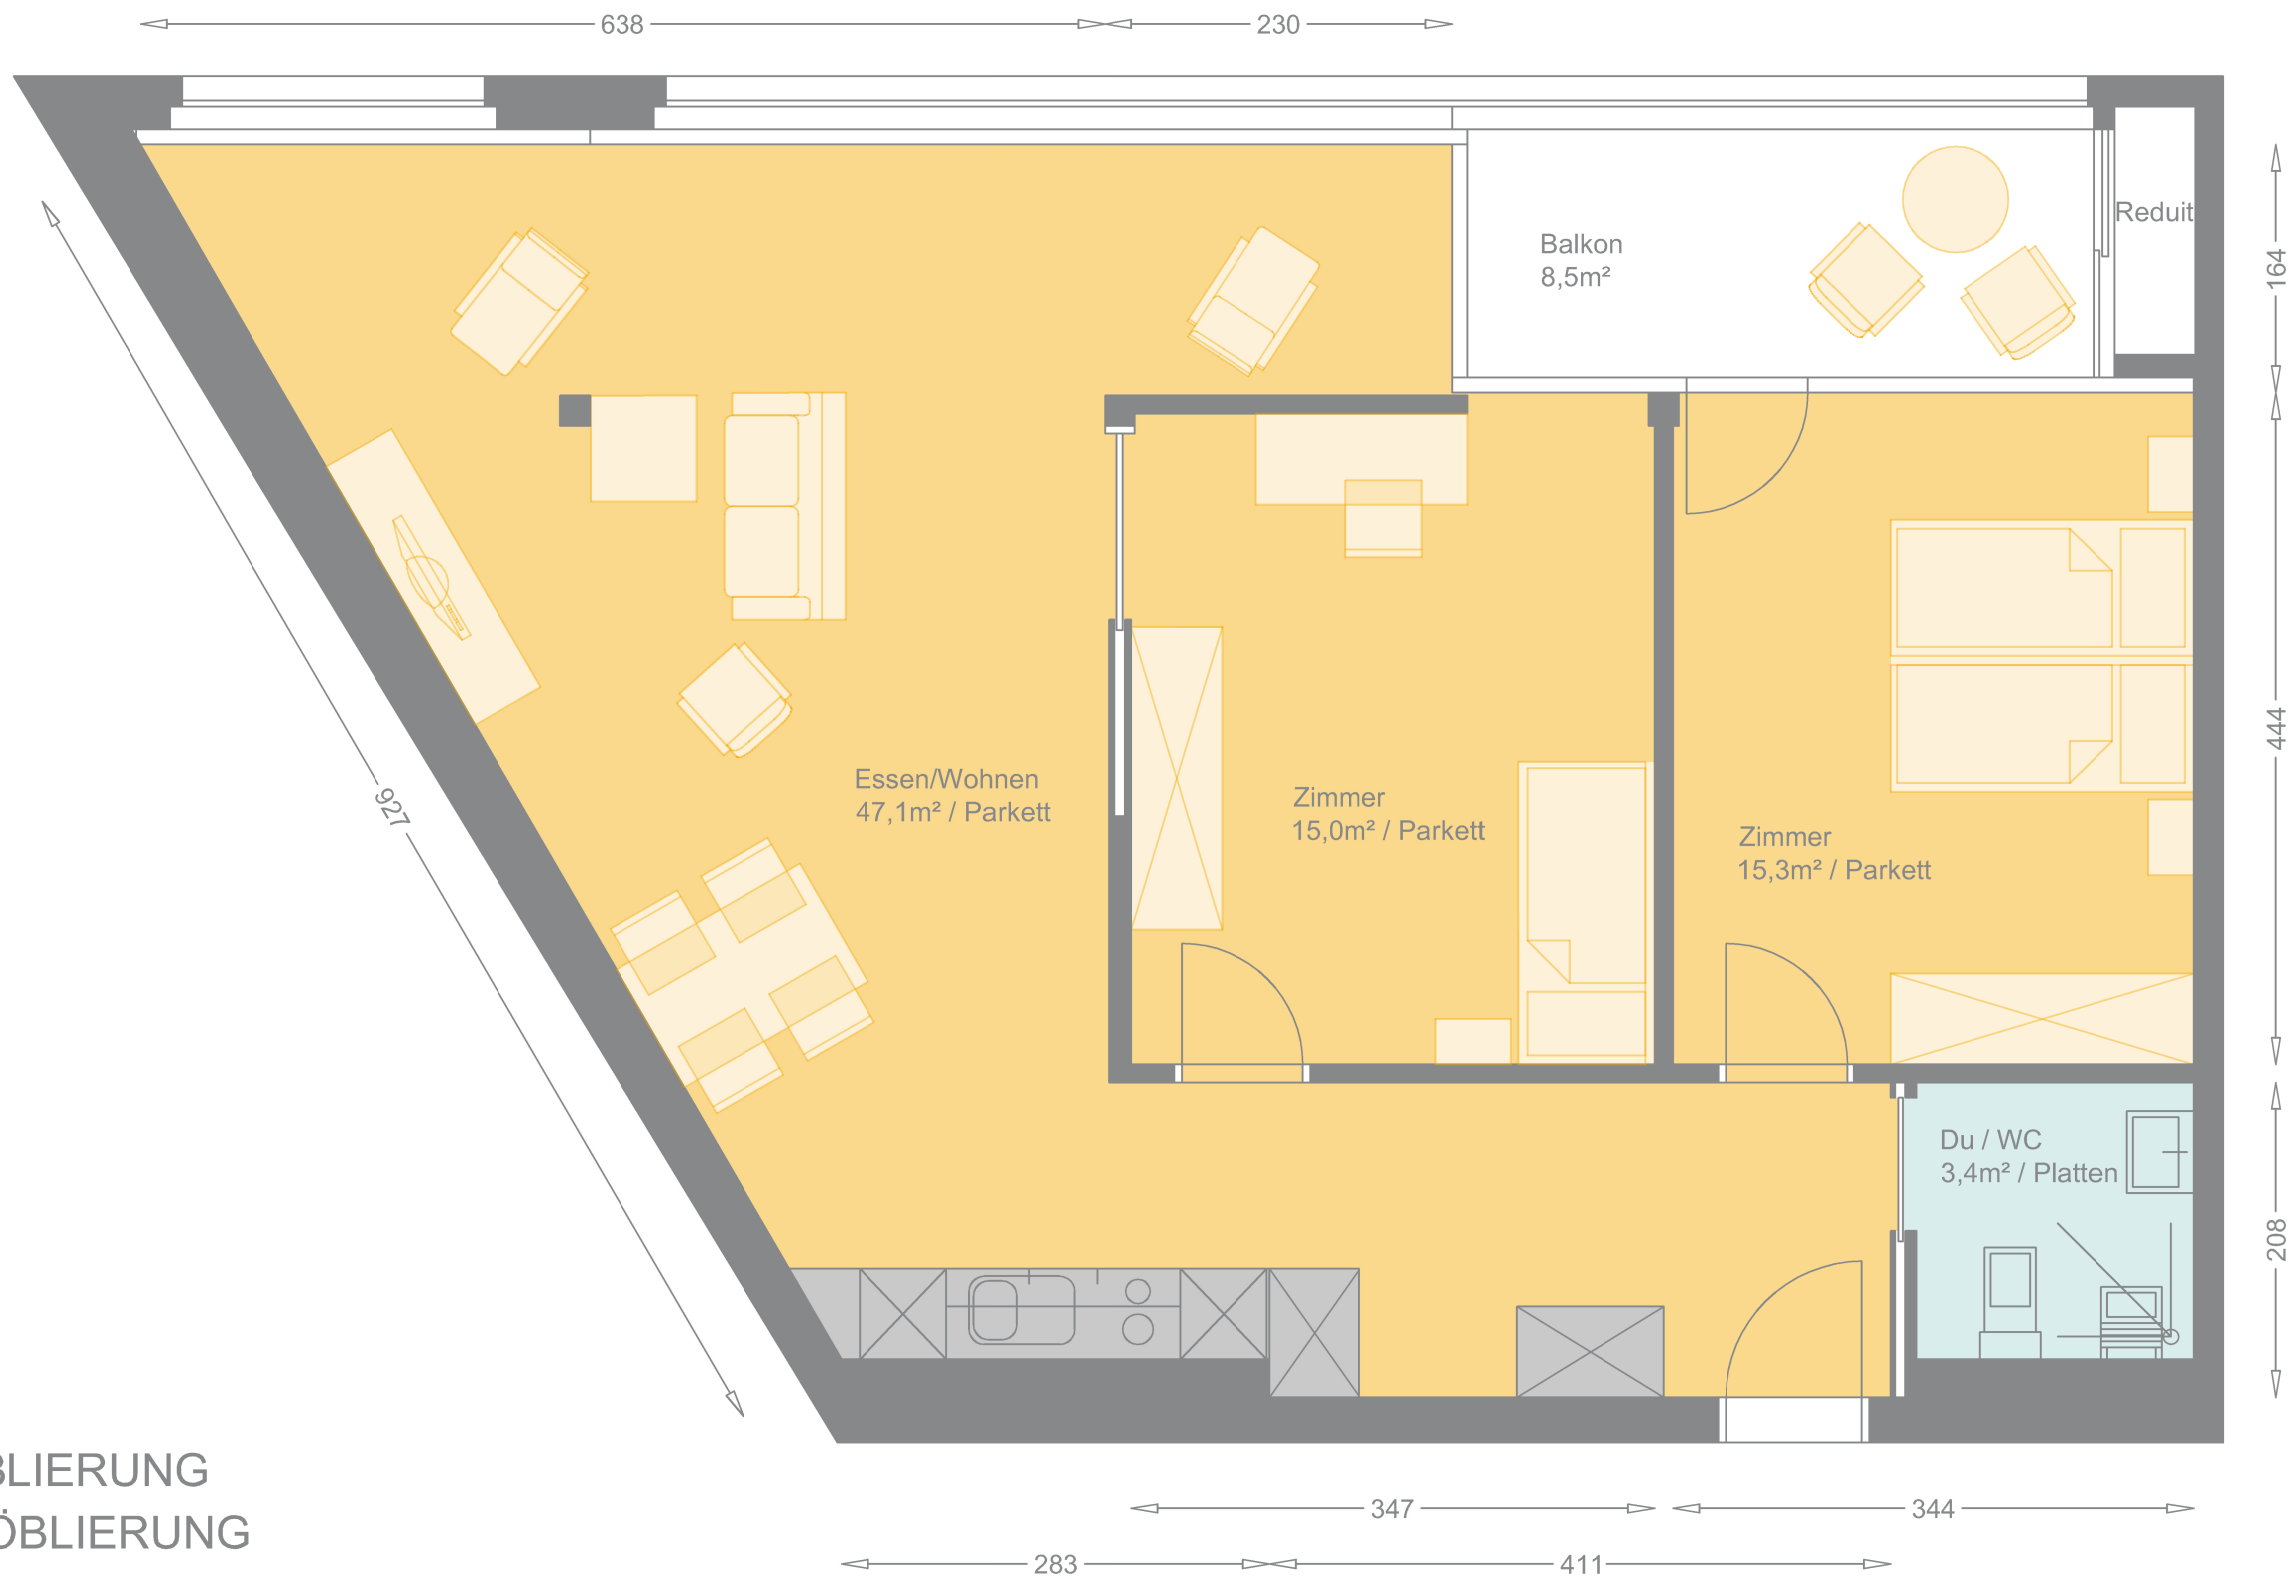 638
230
Balkon
8,5m²
Reduit
164
444
927
Essen/Wohnen
47,1m² / Parkett
Zimmer
15,0m² / Parkett
Zimmer
15,3m² / Parkett
Du / WC
3,4m² / Platten
208
BLIERUNG
ÖBLIERUNG
347
344
283
411